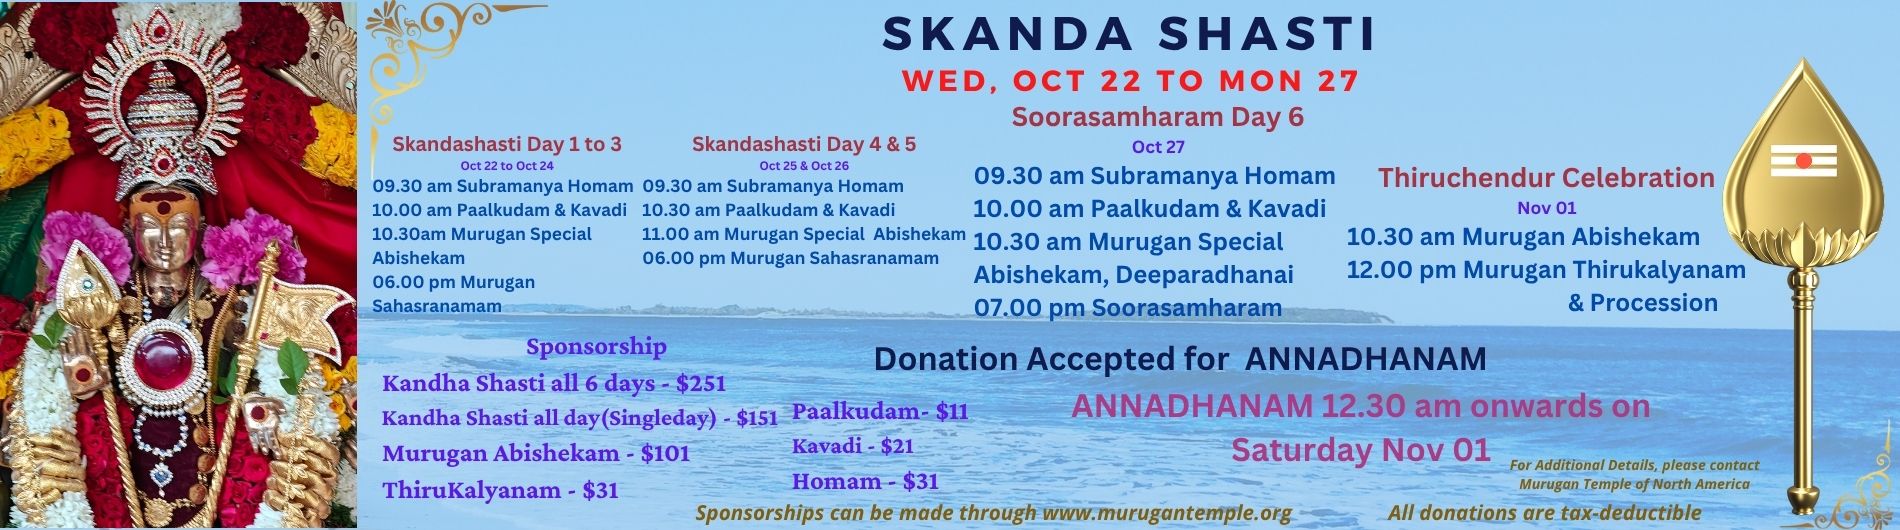 SKANDA SHASTI
WED, OCT 22 TO MON 27
Skandashasti Day 1 to 3
Oct 22 to Oct 24
09.30 am Subramanya Homam
10.00 am Paalkudam & Kavadi
10.30am Murugan Special
Abishekam
06.00 pm Murugan
Sahasranamam
Skandashasti Day 4 & 5
Oct 25 & Oct 26
09.30 am Subramanya Homam
10.30 am Paalkudam & Kavadi
11.00 am Murugan Special Abishekam
06.00 pm Murugan Sahasranamam
Soorasamharam Day 6
Oct 27
09.30 am Subramanya Homam
10.00 am Paalkudam & Kavadi
10.30 am Murugan Special
Abishekam, Deeparadhanai
07.00 pm Soorasamharam
Thiruchendur Celebration
Nov 01
10.30 am Murugan Abishekam
12.00 pm Murugan Thirukalyanam
& Procession
Sponsorship
Kandha Shasti all 6 days - $251
Kandha Shasti all day(Singleday) - $151
Murugan Abishekam - $101
ThiruKalyanam - $31
Paalkudam- $11
Kavadi - $21
Homam - $31
Donation Accepted for ANNADHANAM
ANNADHANAM 12.30 am onwards on
Saturday Nov 01
For Additional Details, please contact
Murugan Temple of North America
Sponsorships can be made through www.murugantemple.org
All donations are tax-deductible